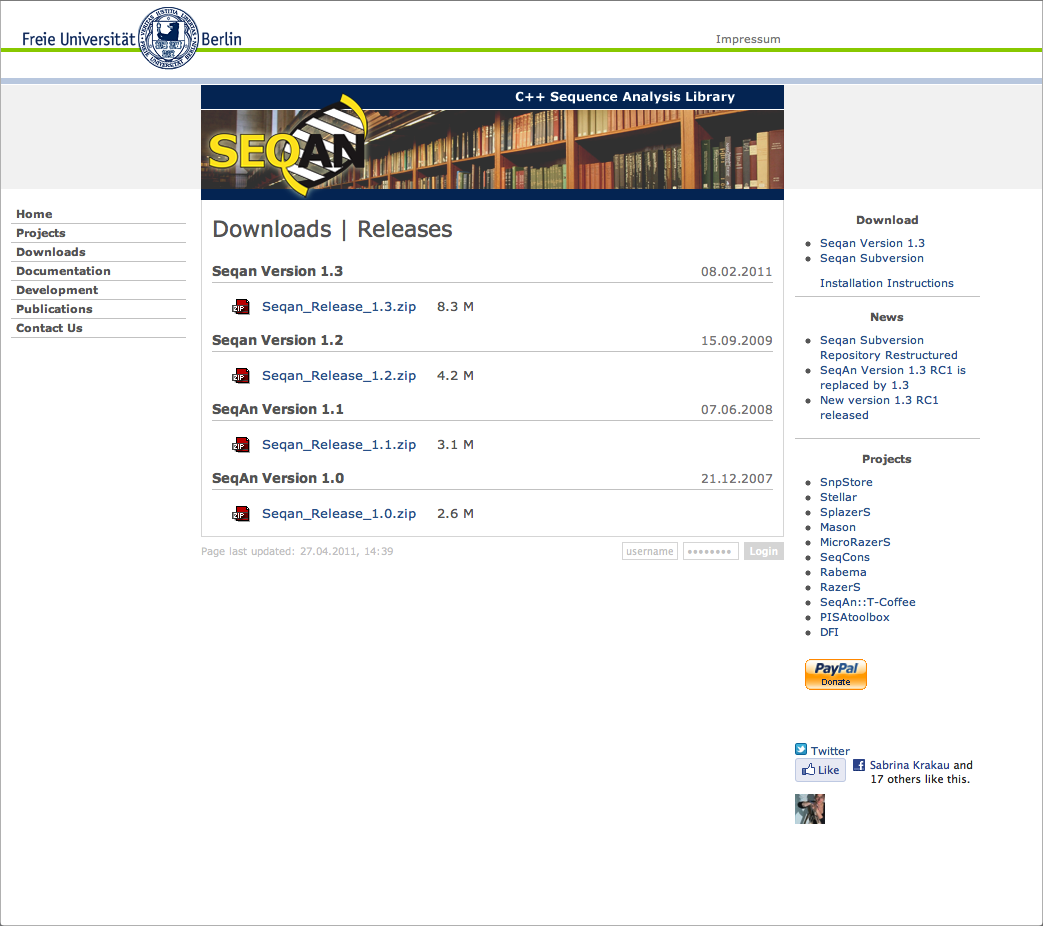 Freie Universität Berlin
Impressum
C++ Sequence Analysis Library
SEQAN
Home
Projects
Downloads
Documentation
Development
Publications
Contact Us
Downloads | Releases
Seqan Version 1.3 08.02.2011
ZIP Seqan_Release_1.3.zip 8.3 M
Seqan Version 1.2 15.09.2009
ZIP Seqan_Release_1.2.zip 4.2 M
SeqAn Version 1.1 07.06.2008
ZIP Seqan_Release_1.1.zip 3.1 M
SeqAn Version 1.0 21.12.2007
ZIP Seqan_Release_1.0.zip 2.6 M
Page last updated: 27.04.2011, 14:39
username
Login
Download
Seqan Version 1.3
Seqan Subversion
Installation Instructions
News
Seqan Subversion
Repository Restructured
SeqAn Version 1.3 RC1 is
replaced by 1.3
New version 1.3 RC1
released
Projects
SnpStore
Stellar
SplazerS
Mason
MicroRazerS
SeqCons
Rabema
RazerS
SeqAn::T-Coffee
PISAtoolbox
DFI
PayPal
Donate
Twitter
Like
Sabrina Krakau and
17 others like this.